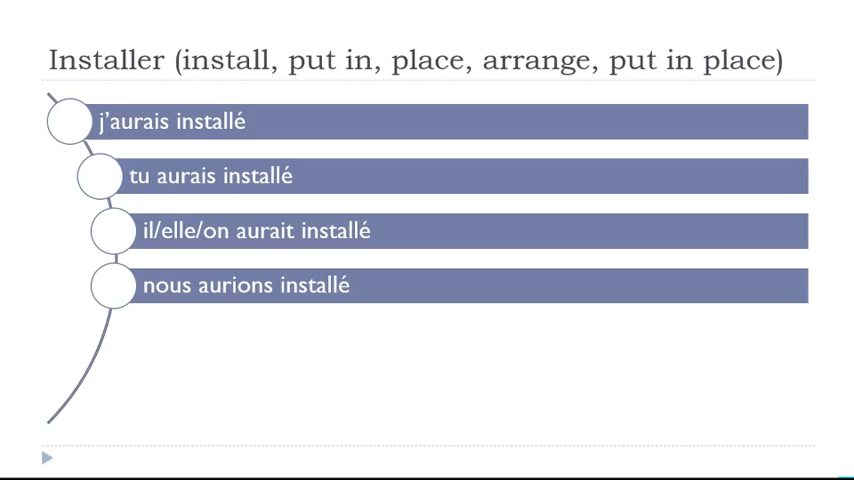 Installer (install, put in, place, arrange, put in place)
j’aurais installé
tu aurais installé
il/elle/on aurait installé
nous aurions installé